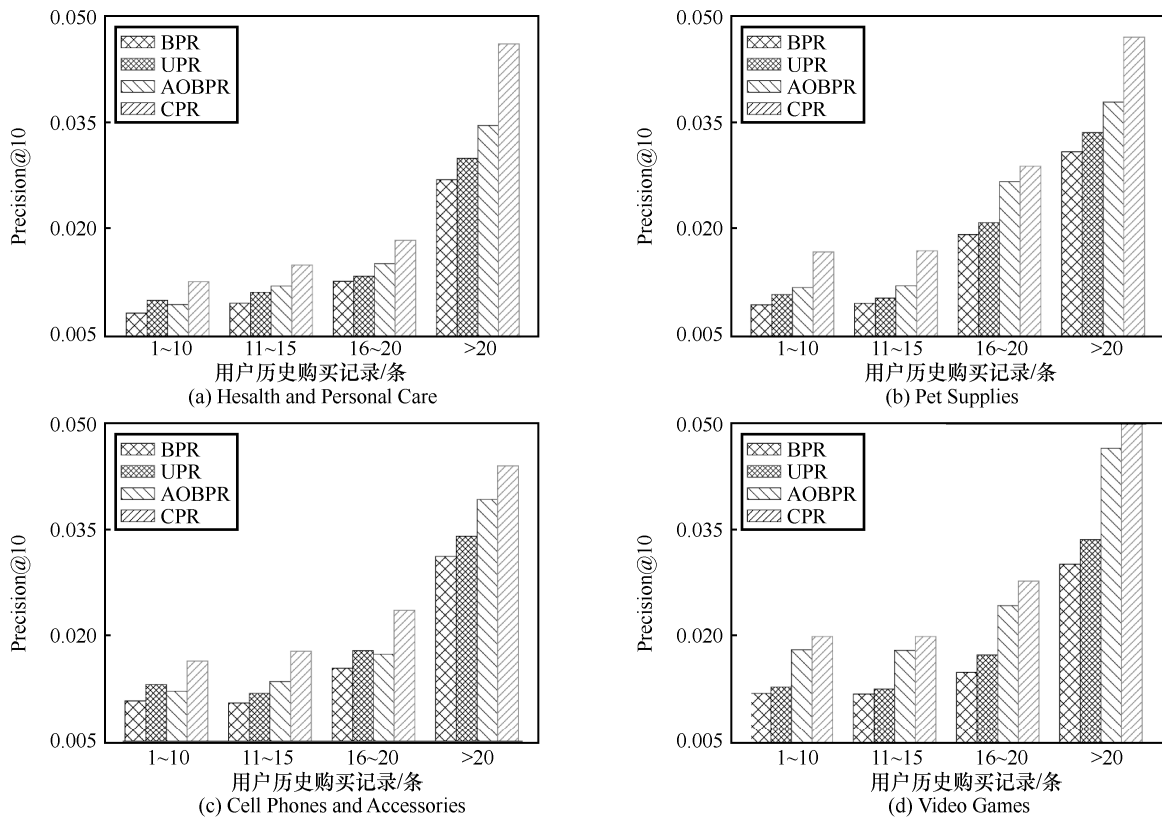 0.050
0.035
0.020
0.005
Precision@10
BPR
UPR
AOBPR
CPR
1~10 11~15 16~20 >20
用户历史购买记录/条
(a) Hesalth and Personal Care
0.050
0.035
0.020
0.005
Precision@10
BPR
UPR
AOBPR
CPR
1~10 11~15 16~20 >20
用户历史购买记录/条
(b) Pet Supplies
0.050
0.035
0.020
0.005
Precision@10
BPR
UPR
AOBPR
CPR
1~10 11~15 16~20 >20
用户历史购买记录/条
(c) Cell Phones and Accessories
0.050
0.035
0.020
0.005
Precision@10
BPR
UPR
AOBPR
CPR
1~10 11~15 16~20 >20
用户历史购买记录/条
(d) Video Games